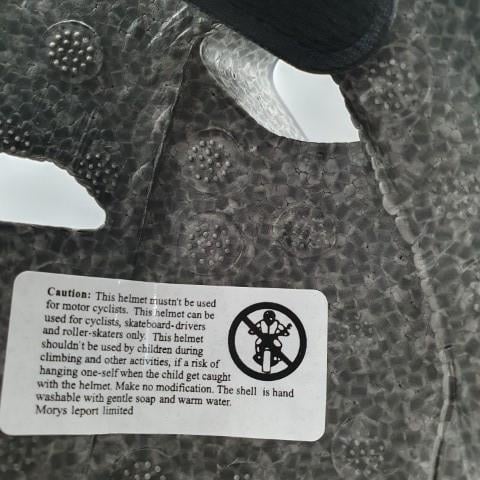 Caution: This helmet mustn't be used
for motor cyclists. This helmet can be
used for cyclists, skateboard-drivers
and roller-skaters only. This helmet
shouldn't be used by children during
climbing and other activities, if a risk of
hanging one-self when the child get caught
with the helmet. Make no modification. The shell is hand
washable with gentle soap and warm water.
Morys leport limited